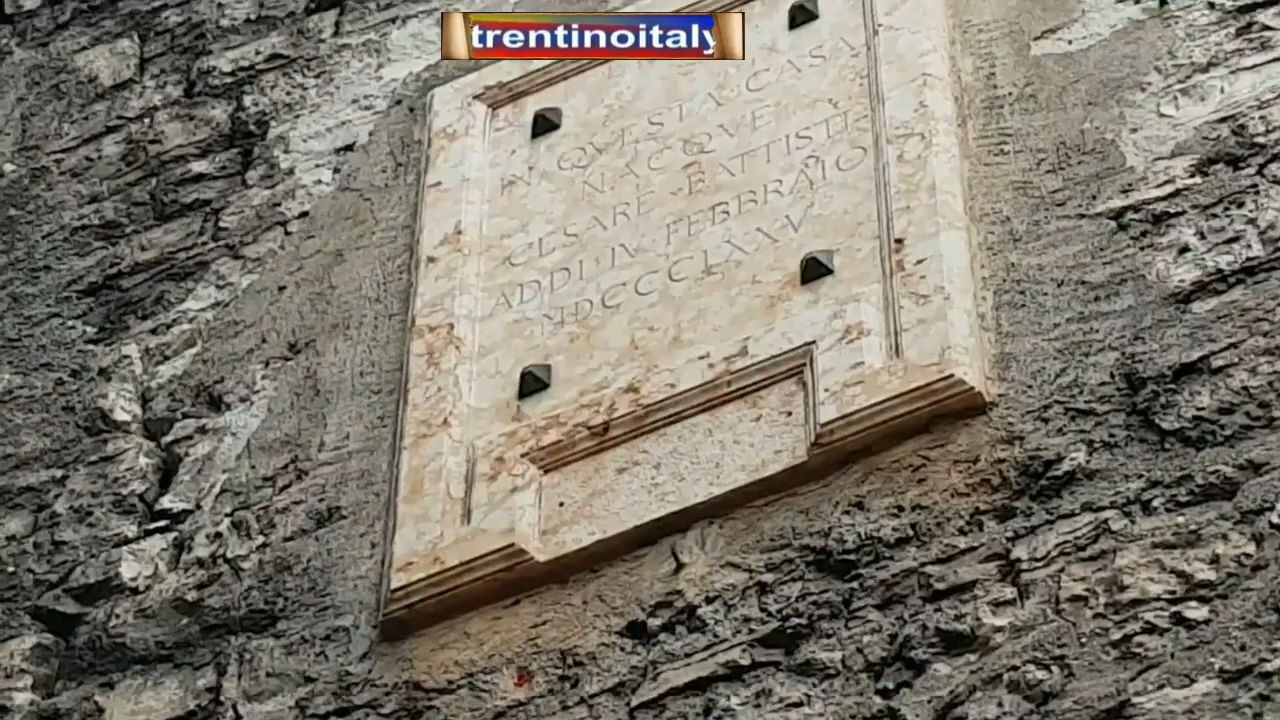 trentinoitaly
IN QVESTA CASA
NACQVE
CESARE BATTISTI
ADDI IV FEBBRAIO
MDCCCLXXV